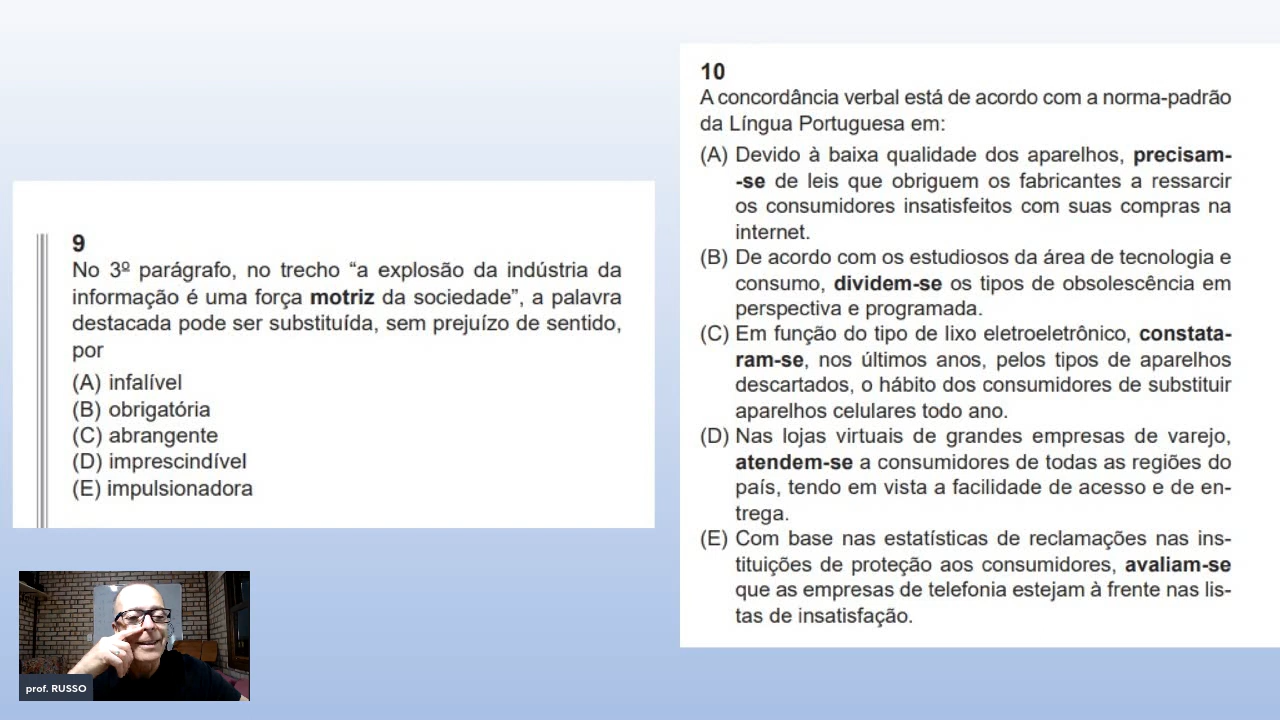 9
No 3º parágrafo, no trecho “a explosão da indústria da
informação é uma força motriz da sociedade”, a palavra
destacada pode ser substituída, sem prejuízo de sentido,
por
(A) infalível
(B) obrigatória
(C) abrangente
(D) imprescindível
(E) impulsionadora
10
A concordância verbal está de acordo com a norma-padrão
da Língua Portuguesa em:
(A) Devido à baixa qualidade dos aparelhos, precisam-
-se de leis que obriguem os fabricantes a ressarcir
os consumidores insatisfeitos com suas compras na
internet.
(B) De acordo com os estudiosos da área de tecnologia e
consumo, dividem-se os tipos de obsolescência em
perspectiva e programada.
(C) Em função do tipo de lixo eletroeletrônico, constata-
ram-se, nos últimos anos, pelos tipos de aparelhos
descartados, o hábito dos consumidores de substituir
aparelhos celulares todo ano.
(D) Nas lojas virtuais de grandes empresas de varejo,
atendem-se a consumidores de todas as regiões do
país, tendo em vista a facilidade de acesso e de en-
trega.
(E) Com base nas estatísticas de reclamações nas ins-
tituições de proteção aos consumidores, avaliam-se
que as empresas de telefonia estejam à frente nas lis-
tas de insatisfação.
prof. RUSSO